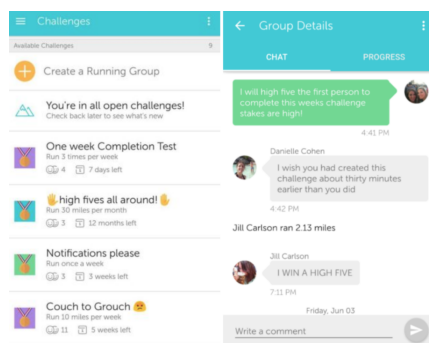 Challenges
Available Challenges 9
Create a Running Group
You're in all open challenges!
Check back later to see what's new
One week Completion Test
Run 3 times per week
4 7 days left
🖐high fives all around!🖐
Run 30 miles per month
3 12 months left
Notifications please
Run once a week
3 3 weeks left
Couch to Grouch 😕
Run 10 miles per week
11 5 weeks left
Group Details
CHAT PROGRESS
I will high five the first person to
complete this weeks challenge
stakes are high!
4:41 PM
Danielle Cohen
I wish you had created this
challenge about thirty minutes
earlier than you did
4:42 PM
Jill Carlson ran 2.13 miles
Jill Carlson
I WIN A HIGH FIVE
7:11 PM
Friday, Jun 03
Write a comment